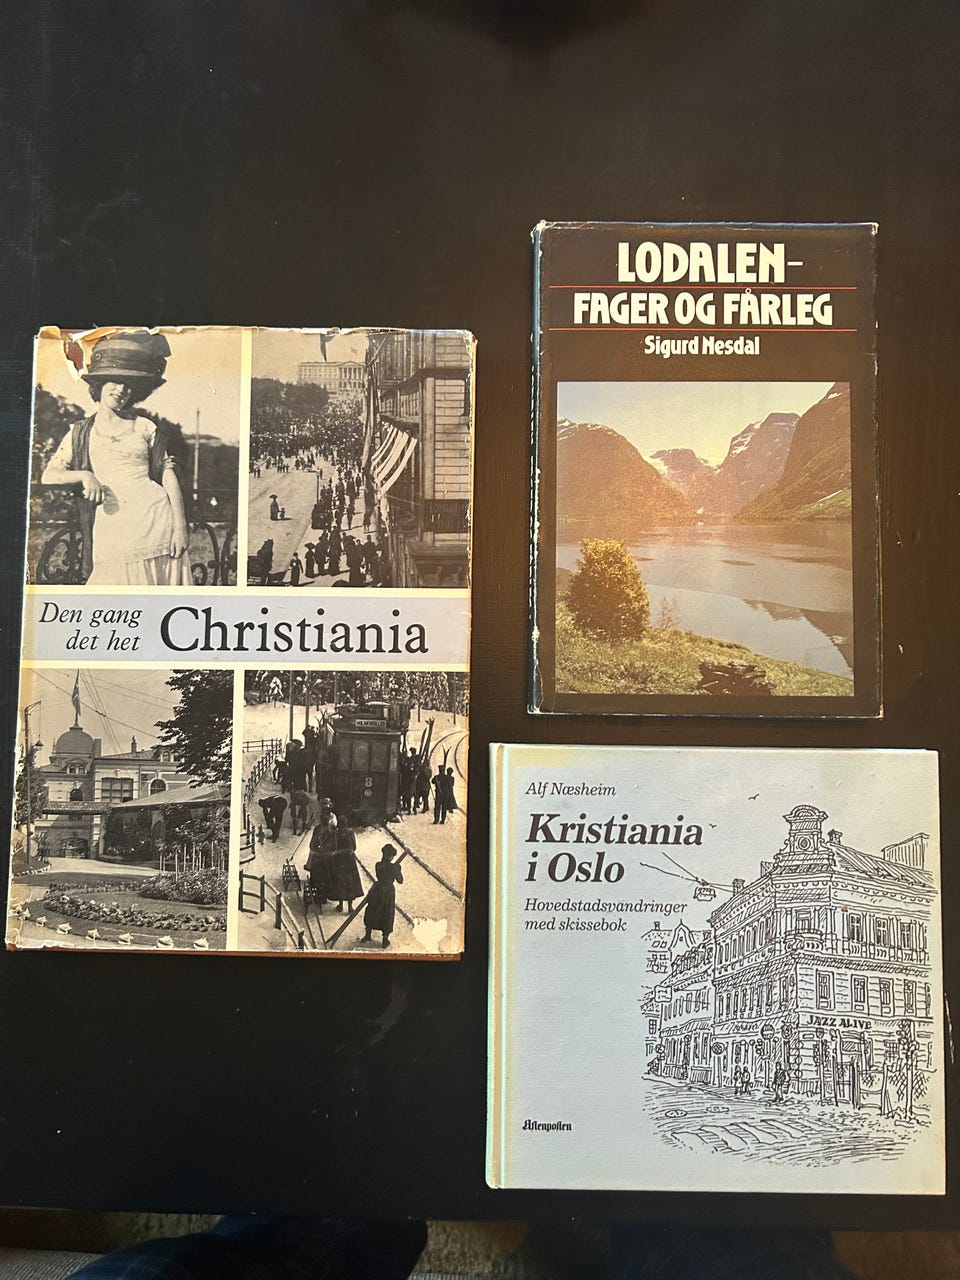 Den gang
det het
Christiania
HOLMENKOLLEN
LODALEN-
FAGER OG FÅRLEG
Sigurd Nesdal
Alf Næsheim
Kristiania
i Oslo
Hovedstadsvandringer
med skissebok
JAZZ ALIVE
Aftenposten